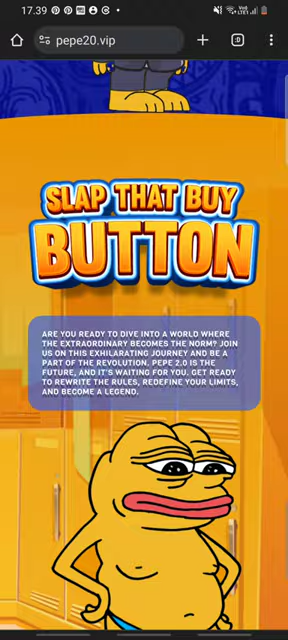 17.39
Vo))
LTE1
pepe20.vip
:D
SLAP THAT BUY
BUTTON
ARE YOU READY TO DIVE INTO A WORLD WHERE
THE EXTRAORDINARY BECOMES THE NORM? JOIN
US ON THIS EXHILARATING JOURNEY AND BE A
PART OF THE REVOLUTION. PEPE 2.0 IS THE
FUTURE, AND IT'S WAITING FOR YOU. GET READY
TO REWRITE THE RULES, REDEFINE YOUR LIMITS,
AND BECOME A LEGEND.